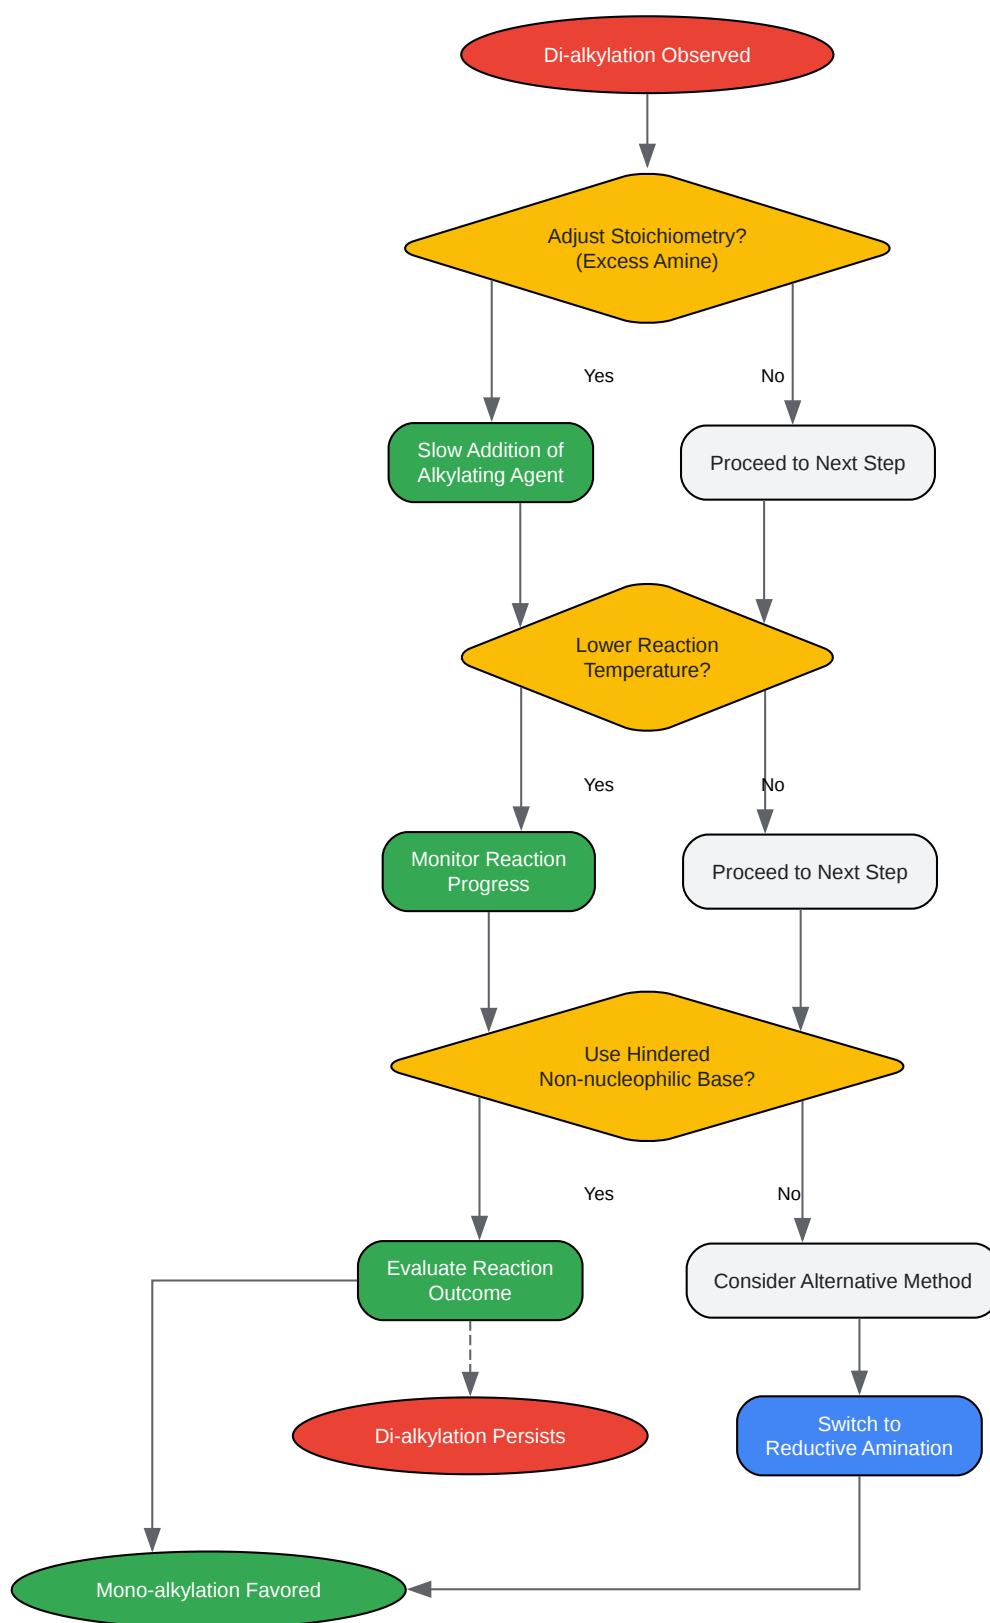 Di-alkylation Observed
Adjust Stoichiometry?
(Excess Amine)
Yes
No
Slow Addition of
Alkylating Agent
Proceed to Next Step
Lower Reaction
Temperature?
Yes
No
Monitor Reaction
Progress
Proceed to Next Step
Use Hindered
Non-nucleophilic Base?
Yes
No
Evaluate Reaction
Outcome
Consider Alternative Method
Di-alkylation Persists
Switch to
Reductive Amination
Mono-alkylation Favored